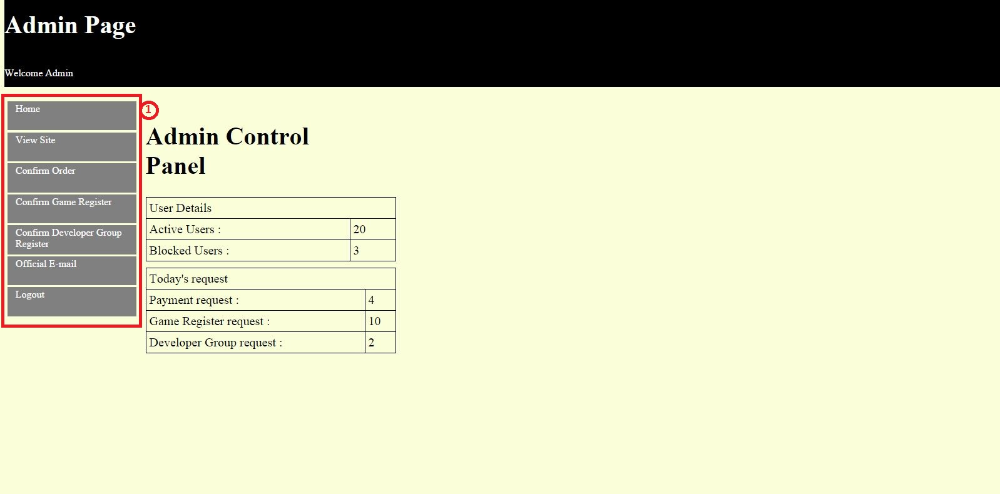 Admin Page
Welcome Admin
Home
1
View Site
Confirm Order
Confirm Game Register
Confirm Developer Group
Register
Official E-mail
Logout
Admin Control
Panel
User Details
Active Users : 20
Blocked Users : 3
Today's request
Payment request : 4
Game Register request : 10
Developer Group request : 2